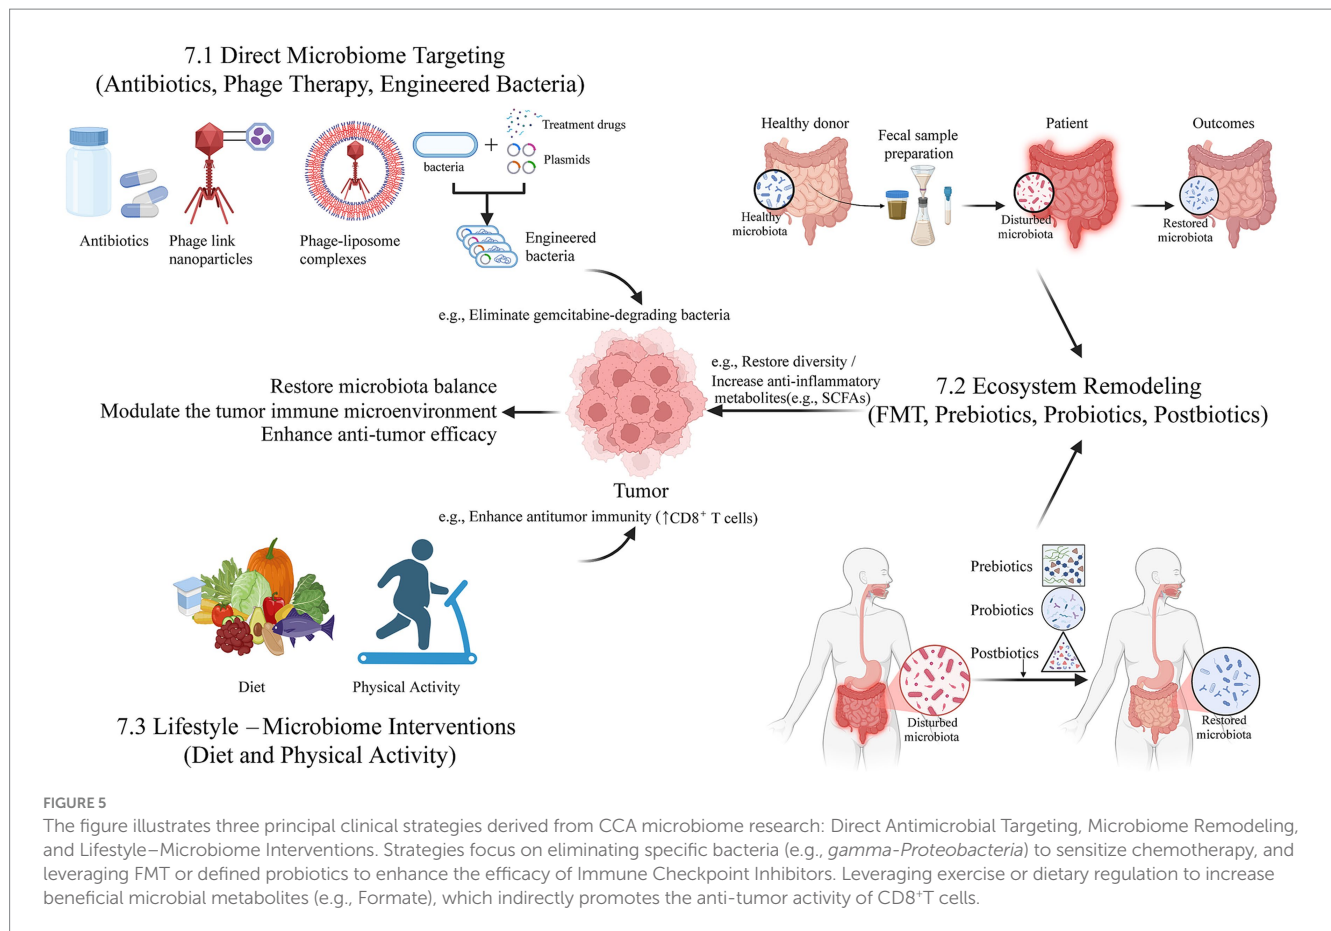 7.1 Direct Microbiome Targeting
(Antibiotics, Phage Therapy, Engineered Bacteria)
Antibiotics
Phage link
nanoparticles
Phage-liposome
complexes
bacteria
+
Treatment drugs
Plasmids
Engineered
bacteria
e.g., Eliminate gemcitabine-degrading bacteria
Healthy donor
Healthy
microbiota
Fecal sample
preparation
Patient
Disturbed
microbiota
Outcomes
Restored
microbiota
Restore microbiota balance
Modulate the tumor immune microenvironment
Enhance anti-tumor efficacy
e.g., Restore diversity /
Increase anti-inflammatory
metabolites(e.g., SCFAs)
7.2 Ecosystem Remodeling
(FMT, Prebiotics, Probiotics, Postbiotics)
Tumor
e.g., Enhance antitumor immunity (↑CD8⁺ T cells)
Diet
Physical Activity
7.3 Lifestyle – Microbiome Interventions
(Diet and Physical Activity)
Prebiotics
Probiotics
Postbiotics
Disturbed
microbiota
Restored
microbiota
FIGURE 5
The figure illustrates three principal clinical strategies derived from CCA microbiome research: Direct Antimicrobial Targeting, Microbiome Remodeling,
and Lifestyle–Microbiome Interventions. Strategies focus on eliminating specific bacteria (e.g., gamma-Proteobacteria) to sensitize chemotherapy, and
leveraging FMT or defined probiotics to enhance the efficacy of Immune Checkpoint Inhibitors. Leveraging exercise or dietary regulation to increase
beneficial microbial metabolites (e.g., Formate), which indirectly promotes the anti-tumor activity of CD8⁺T cells.